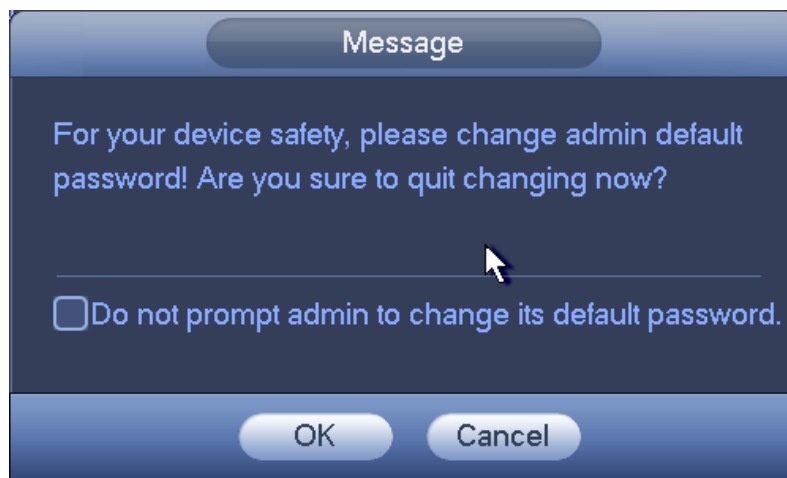 Message
For your device safety, please change admin default
password! Are you sure to quit changing now?
Do not prompt admin to change its default password.
OK
Cancel